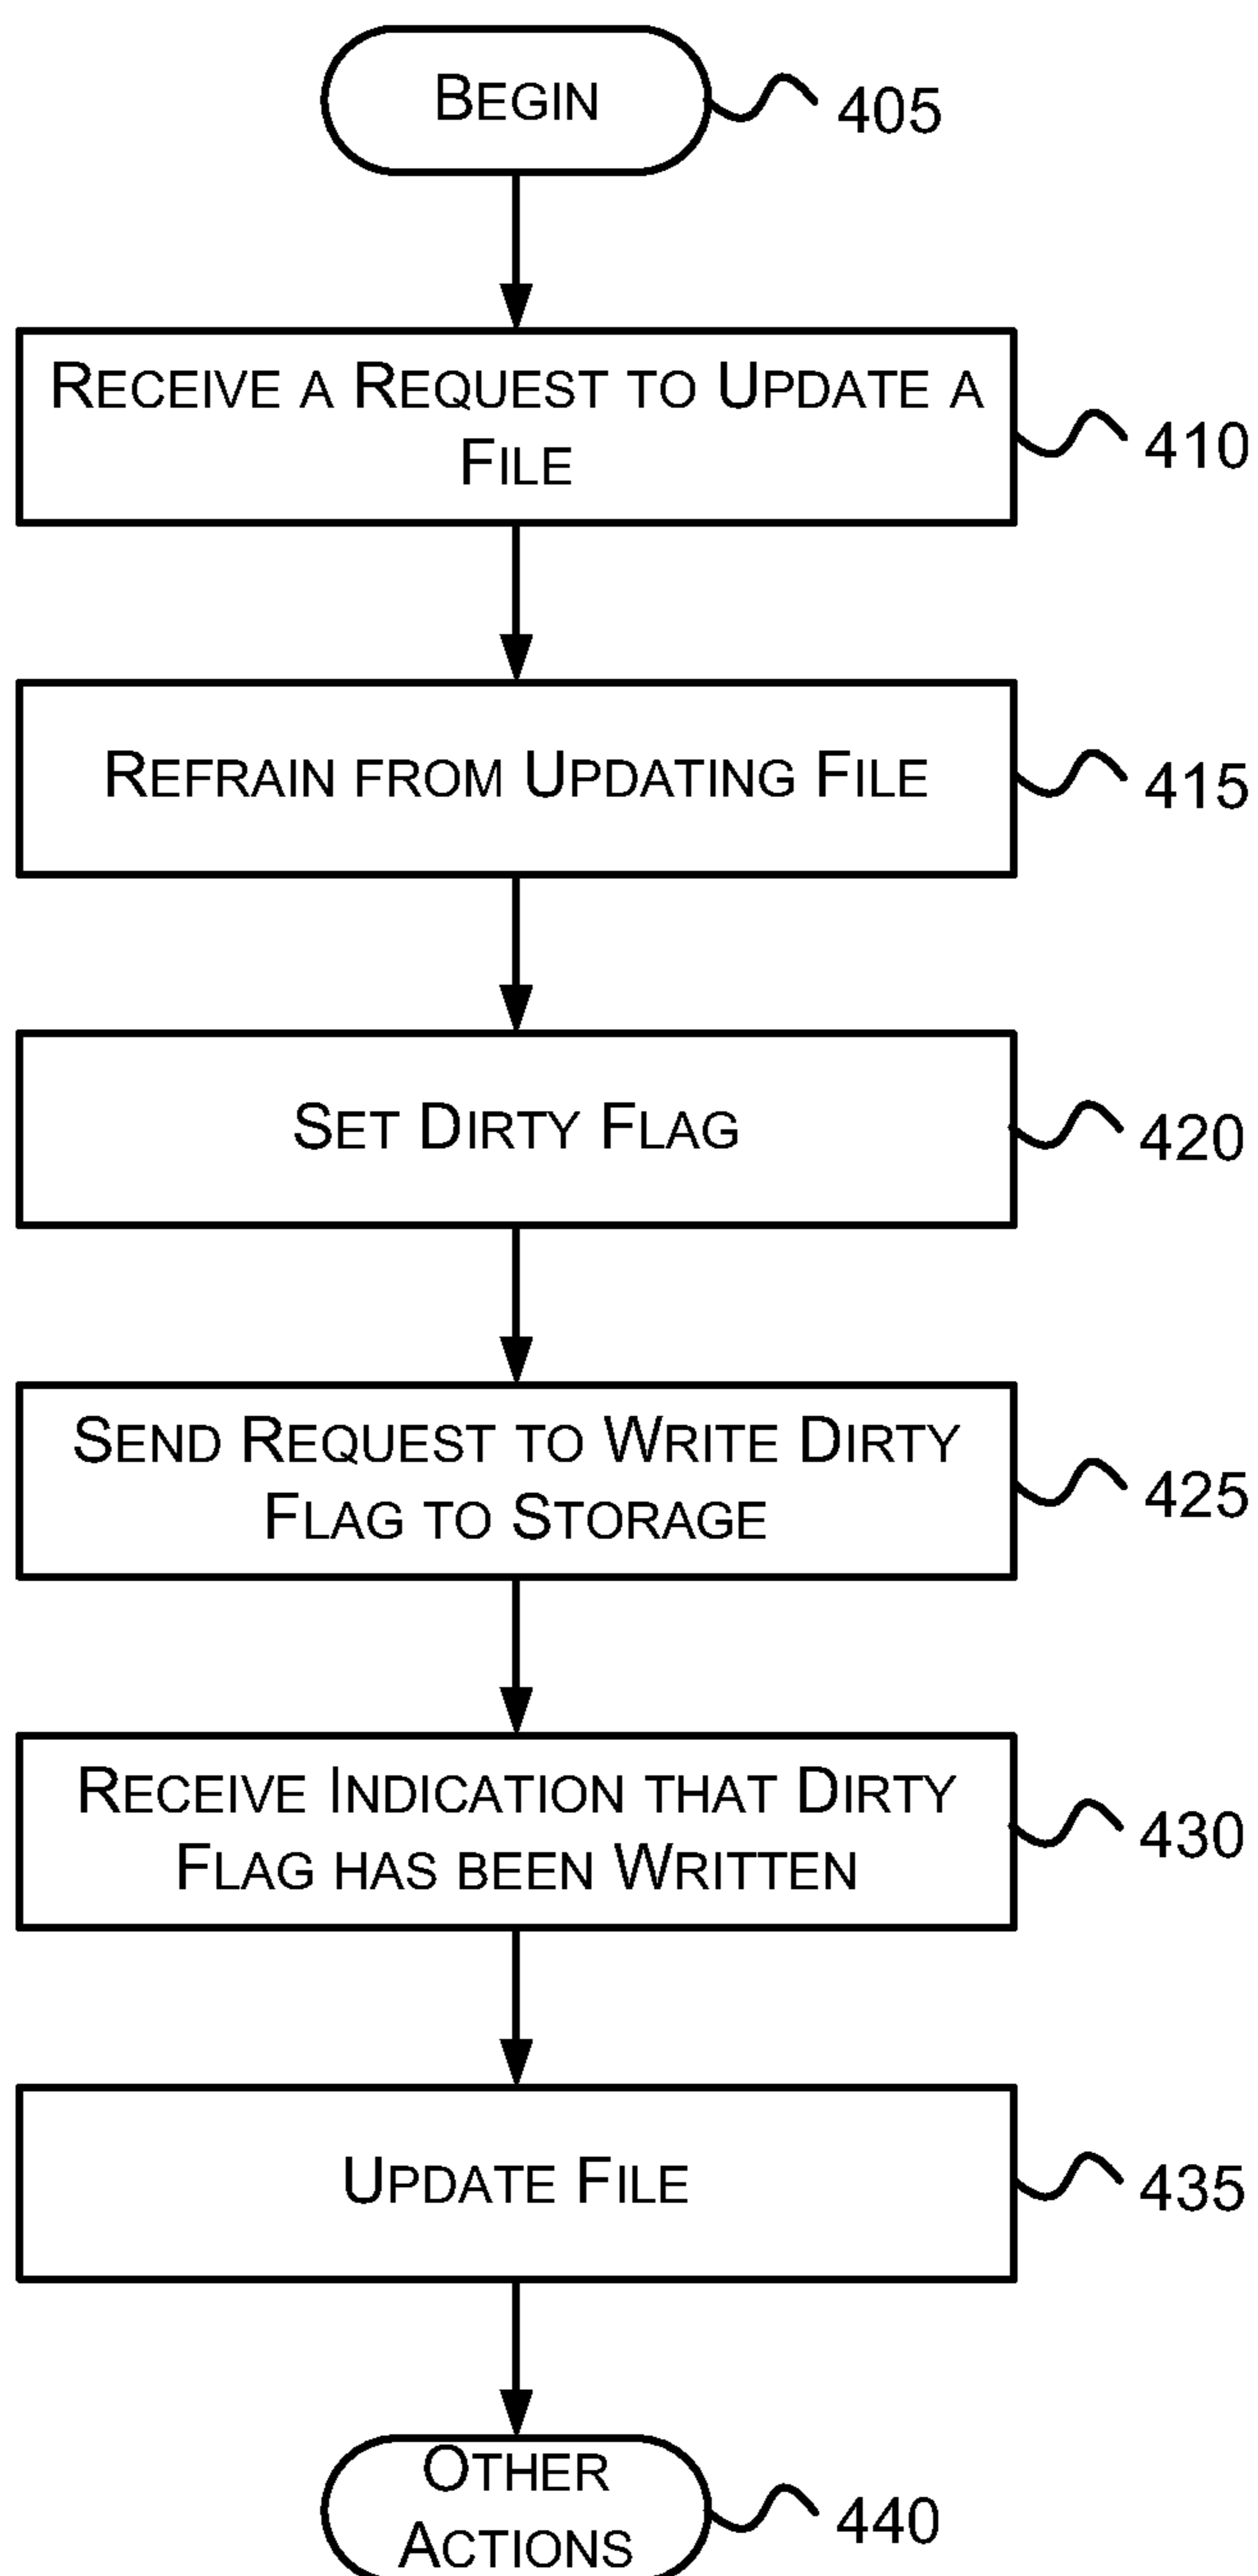 BEGIN
405
RECEIVE A REQUEST TO UPDATE A
FILE
410
REFRAIN FROM UPDATING FILE
415
SET DIRTY FLAG
420
SEND REQUEST TO WRITE DIRTY
FLAG TO STORAGE
425
RECEIVE INDICATION THAT DIRTY
FLAG HAS BEEN WRITTEN
430
UPDATE FILE
435
OTHER
ACTIONS
440